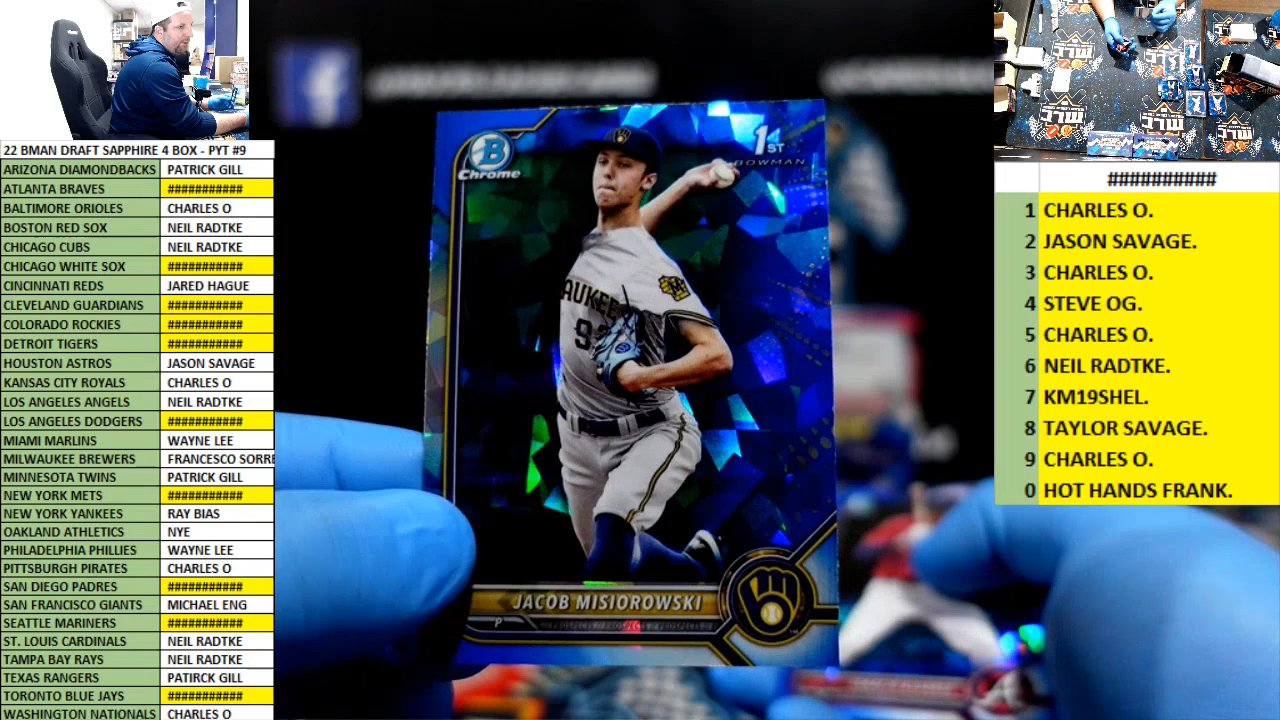 22 BMAN DRAFT SAPPHIRE 4 BOX - PYT #9
ARIZONA DIAMONDBACKS PATRICK GILL
ATLANTA BRAVES ###########
BALTIMORE ORIOLES CHARLES O
BOSTON RED SOX NEIL RADTKE
CHICAGO CUBS NEIL RADTKE
CHICAGO WHITE SOX ###########
CINCINNATI REDS JARED HAGUE
CLEVELAND GUARDIANS ###########
COLORADO ROCKIES ###########
DETROIT TIGERS ###########
HOUSTON ASTROS JASON SAVAGE
KANSAS CITY ROYALS CHARLES O
LOS ANGELES ANGELS NEIL RADTKE
LOS ANGELES DODGERS ###########
MIAMI MARLINS WAYNE LEE
MILWAUKEE BREWERS FRANCESCO SORRE
MINNESOTA TWINS PATRICK GILL
NEW YORK METS ###########
NEW YORK YANKEES RAY BIAS
OAKLAND ATHLETICS NYE
PHILADELPHIA PHILLIES WAYNE LEE
PITTSBURGH PIRATES CHARLES O
SAN DIEGO PADRES ###########
SAN FRANCISCO GIANTS MICHAEL ENG
SEATTLE MARINERS ###########
ST. LOUIS CARDINALS NEIL RADTKE
TAMPA BAY RAYS NEIL RADTKE
TEXAS RANGERS PATIRCK GILL
TORONTO BLUE JAYS ###########
WASHINGTON NATIONALS CHARLES O
B
Chrome
1ST
BOWMAN
AUKEE
9
JACOB MISIOROWSKI
P
##########
1 CHARLES O.
2 JASON SAVAGE.
3 CHARLES O.
4 STEVE OG.
5 CHARLES O.
6 NEIL RADTKE.
7 KM19SHEL.
8 TAYLOR SAVAGE.
9 CHARLES O.
0 HOT HANDS FRANK.